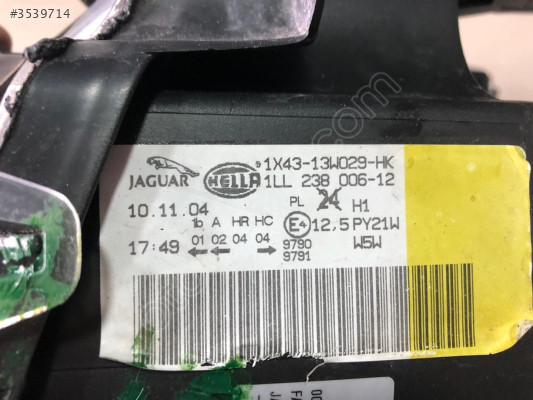 #3539714
JAGUAR HELLA 1X43-13W029-HK
1LL 238 006-12
10.11.04 PL 24 H1
1b A HR HC E4 12,5 PY21W
17:49 01 02 04 04 9790 W5W
9791